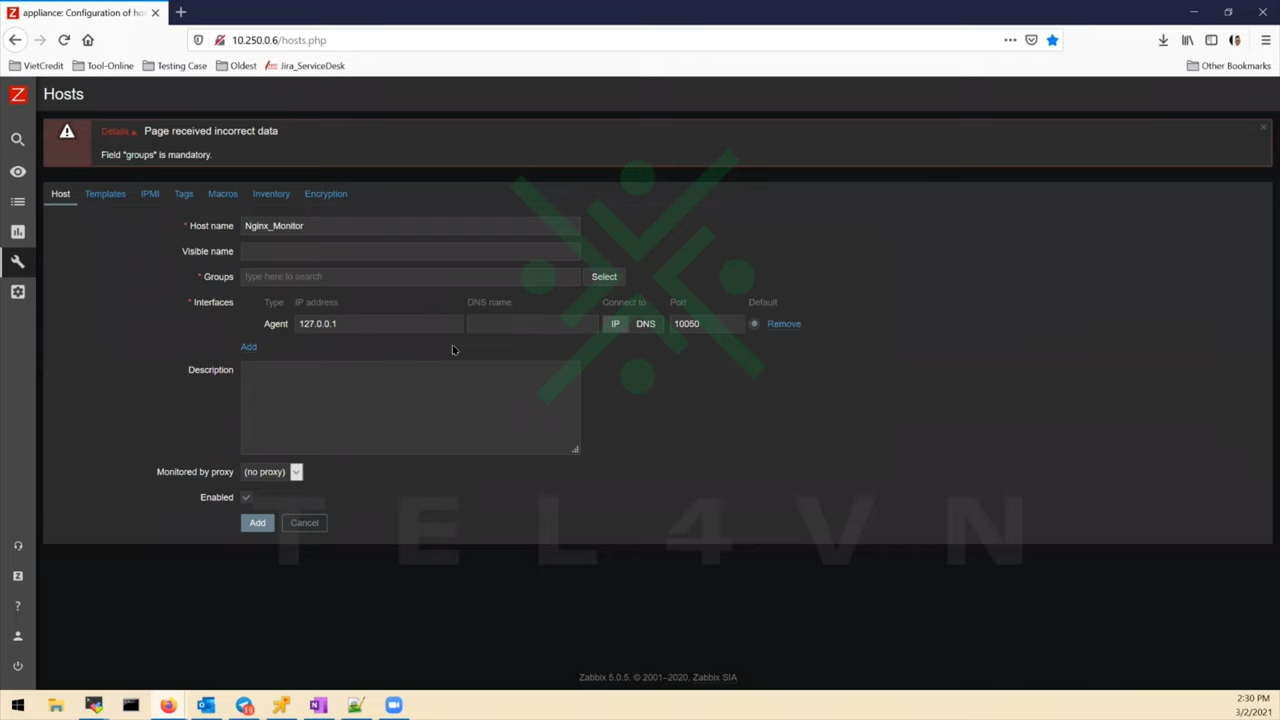 appliance: Configuration of ho
10.250.0.6/hosts.php
VietCredit
Tool-Online
Testing Case
Oldest
Jira_ServiceDesk
Other Bookmarks
Z
Hosts
Details
Page received incorrect data
Field "groups" is mandatory.
Host
Templates
IPMI
Tags
Macros
Inventory
Encryption
* Host name
Nginx_Monitor
Visible name
* Groups
type here to search
Select
* Interfaces
Type
IP address
DNS name
Connect to
Port
Default
Agent
127.0.0.1
IP
DNS
10050
Remove
Add
Description
Monitored by proxy
(no proxy)
Enabled
Add
Cancel
TEL4VN
Zabbix 5.0.5. © 2001–2020, Zabbix SIA
2:30 PM
3/2/2021